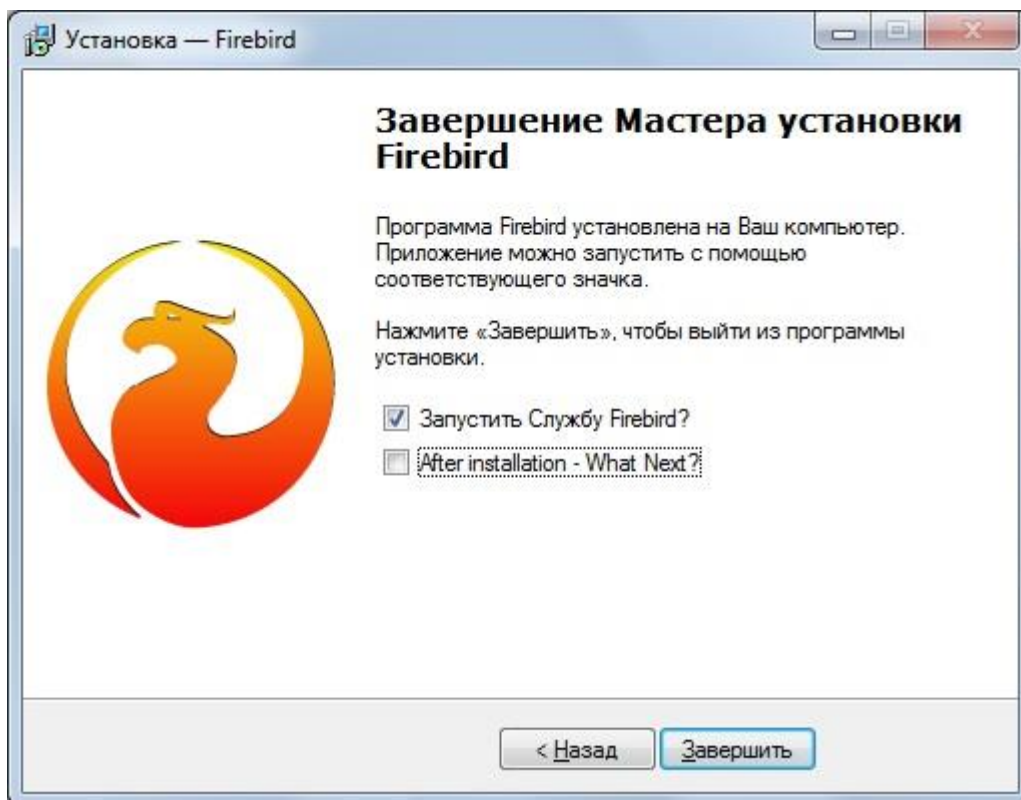 Установка — Firebird
Завершение Мастера установки
Firebird
Программа Firebird установлена на Ваш компьютер.
Приложение можно запустить с помощью
соответствующего значка.
Нажмите «Завершить», чтобы выйти из программы
установки.
Запустить Службу Firebird?
After installation - What Next?
< Назад
Завершить